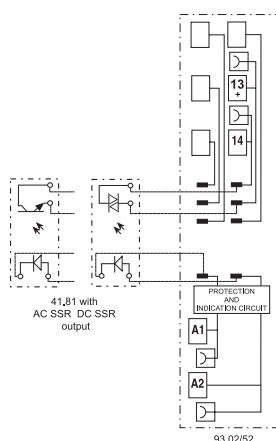 13
+
14
41.81 with
AC SSR DC SSR
output
PROTECTION
AND
INDICATION CIRCUIT
A1
A2
93.02/52